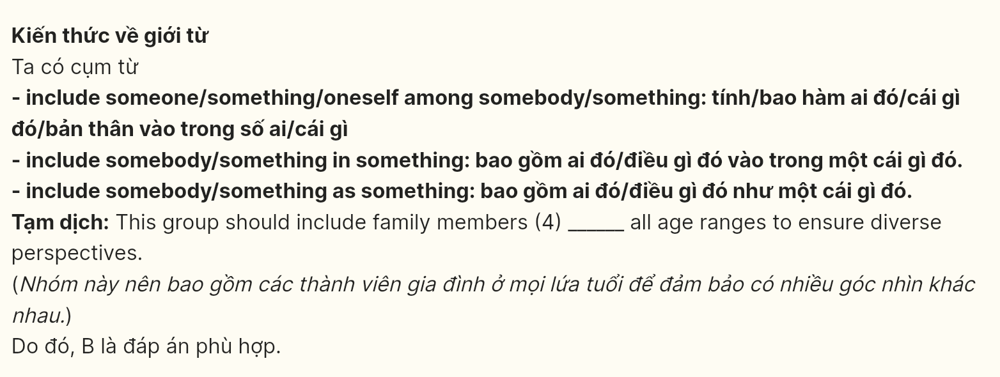 Kiến thức về giới từ
Ta có cụm từ
- include someone/something/oneself among somebody/something: tính/bao hàm ai đó/cái gì
đó/bản thân vào trong số ai/cái gì
- include somebody/something in something: bao gồm ai đó/điều gì đó vào trong một cái gì đó.
- include somebody/something as something: bao gồm ai đó/điều gì đó như một cái gì đó.
Tạm dịch: This group should include family members (4) ______ all age ranges to ensure diverse
perspectives.
(Nhóm này nên bao gồm các thành viên gia đình ở mọi lứa tuổi để đảm bảo có nhiều góc nhìn khác
nhau.)
Do đó, B là đáp án phù hợp.